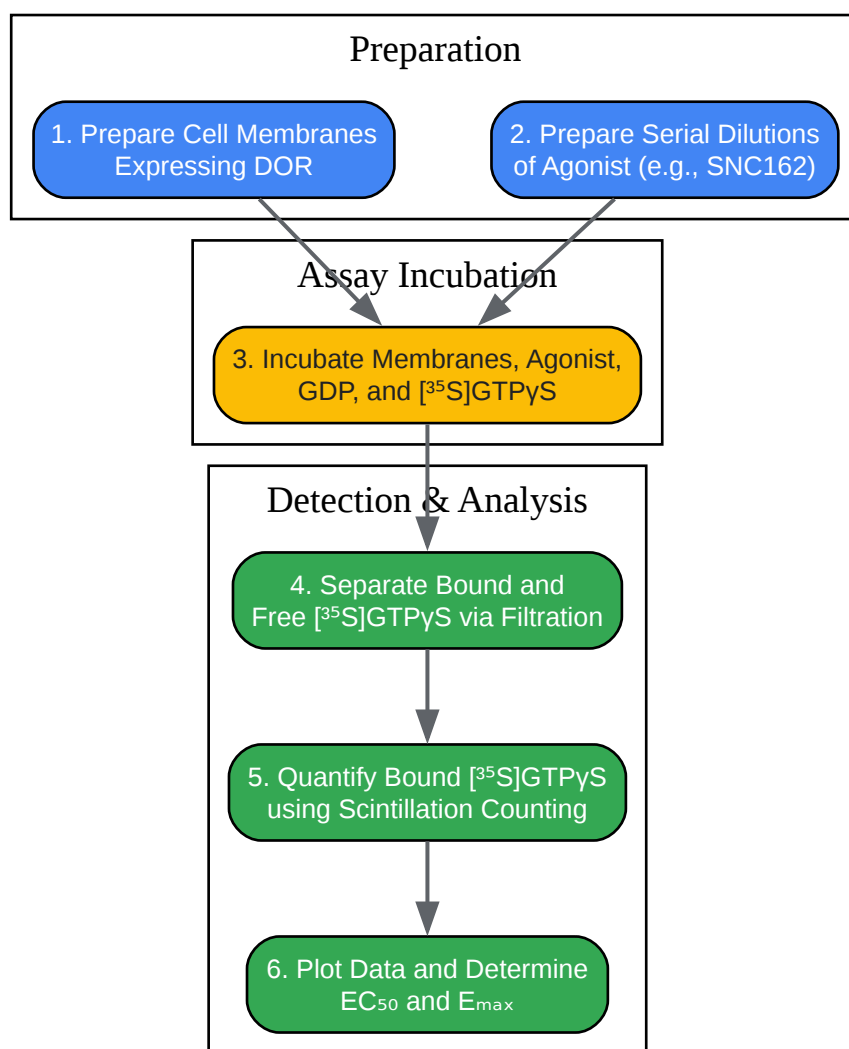 Preparation
1. Prepare Cell Membranes
Expressing DOR
2. Prepare Serial Dilutions
of Agonist (e.g., SNC162)
Assay Incubation
3. Incubate Membranes, Agonist,
GDP, and [³⁵S]GTPγS
Detection & Analysis
4. Separate Bound and
Free [³⁵S]GTPγS via Filtration
5. Quantify Bound [³⁵S]GTPγS
using Scintillation Counting
6. Plot Data and Determine
EC₅₀ and Eₘₐₓ